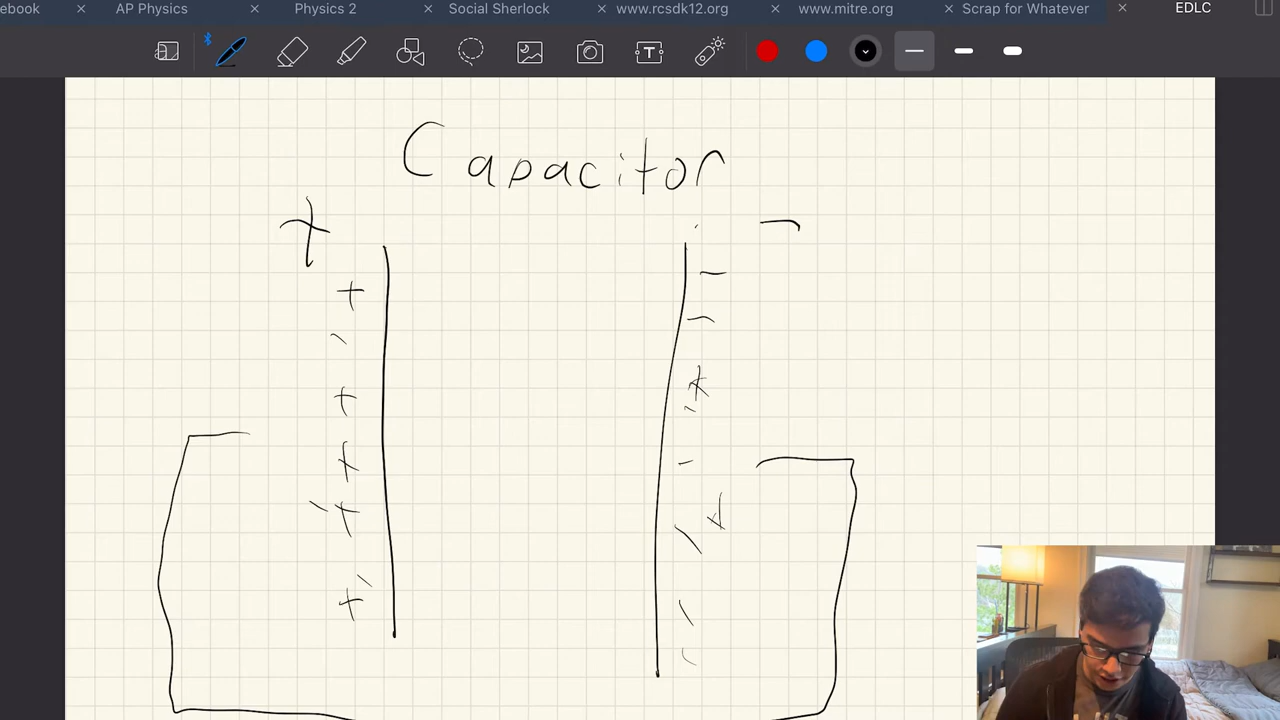 ebook AP Physics Physics 2 Social Sherlock www.rcsdk12.org www.mitre.org Scrap for Whatever EDLC
T
Capacitor
+ -
+ -
- -
+ +
-
+ -
- + +
-
- 
+ -
-